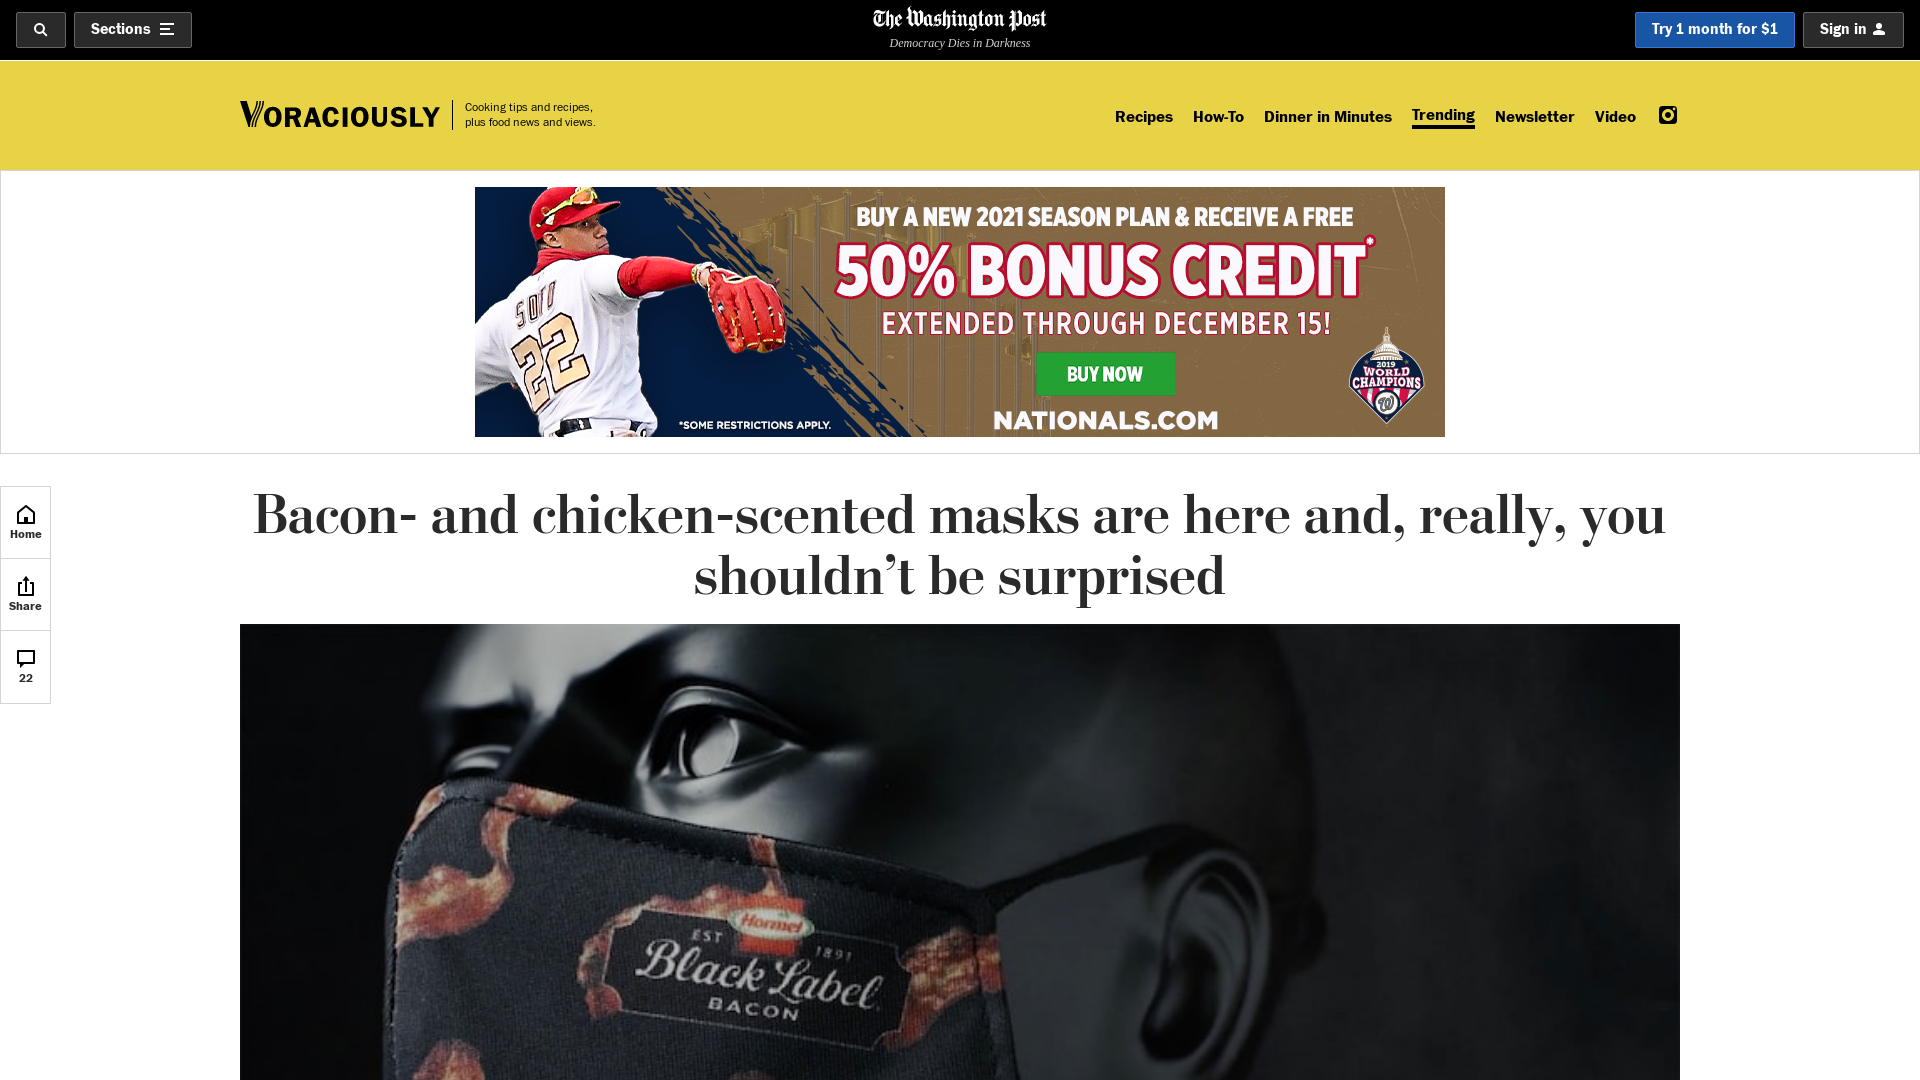 Sections
The Washington Post
Democracy Dies in Darkness
Try 1 month for $1
Sign in
VORACIOUSLY
Cooking tips and recipes,
plus food news and views.
Recipes
How-To
Dinner in Minutes
Trending
Newsletter
Video
BUY A NEW 2021 SEASON PLAN & RECEIVE A FREE
50% BONUS CREDIT*
EXTENDED THROUGH DECEMBER 15!
BUY NOW
NATIONALS.COM
*SOME RESTRICTIONS APPLY.
SOTO
22
2019
WORLD
CHAMPIONS
W
Home
Share
22
Bacon- and chicken-scented masks are here and, really, you
shouldn’t be surprised
Hormel
EST 1891
Black Label
BACON